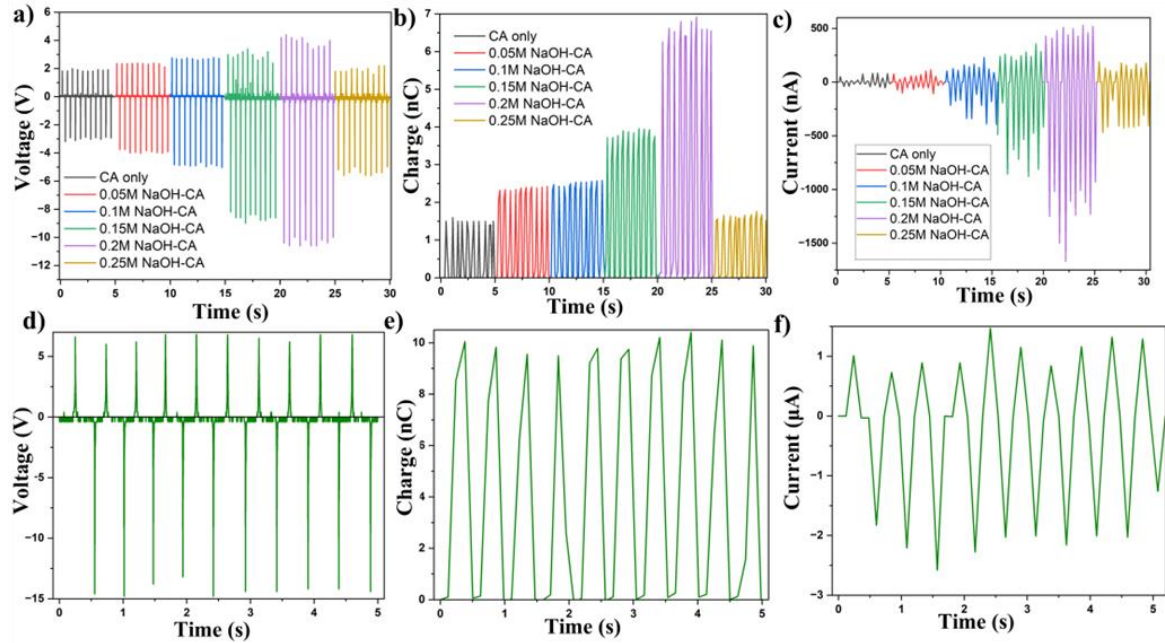 a)
4
2
0
-2
-4
-6
-8
-10
-12
Voltage (V)
CA only
0.05M NaOH-CA
0.1M NaOH-CA
0.15M NaOH-CA
0.2M NaOH-CA
0.25M NaOH-CA
0 5 10 15 20 25 30
Time (s)
b)
7
6
5
4
3
2
1
0
Charge (nC)
CA only
0.05M NaOH-CA
0.1M NaOH-CA
0.15M NaOH-CA
0.2M NaOH-CA
0.25M NaOH-CA
0 5 10 15 20 25 30
Time (s)
c)
500
0
-500
-1000
-1500
Current (nA)
CA only
0.05M NaOH-CA
0.1M NaOH-CA
0.15M NaOH-CA
0.2M NaOH-CA
0.25M NaOH-CA
0 5 10 15 20 25 30
Time (s)
d)
5
0
-5
-10
-15
Voltage (V)
0 1 2 3 4 5
Time (s)
e)
10
8
6
4
2
0
Charge (nC)
0 1 2 3 4 5
Time (s)
f)
1
0
-1
-2
-3
Current (μA)
0 1 2 3 4 5
Time (s)